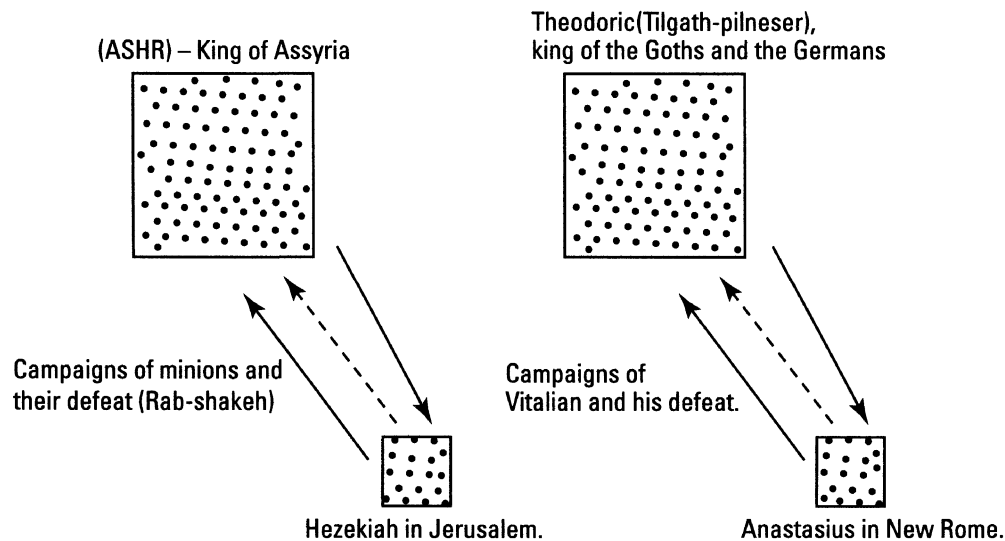 (ASHR) – King of Assyria
Theodoric(Tilgath-pilneser),
king of the Goths and the Germans
Campaigns of minions and
their defeat (Rab-shakeh)
Campaigns of
Vitalian and his defeat.
Hezekiah in Jerusalem.
Anastasius in New Rome.